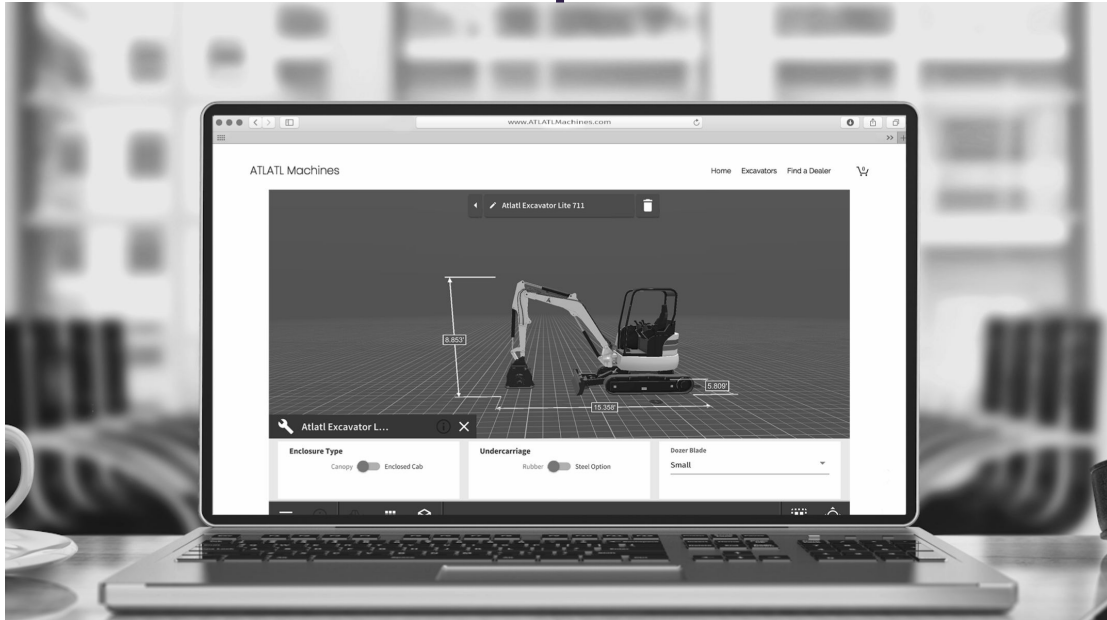 www.ATLATLMachines.com
ATLATL Machines
Home Excavators Find a Dealer
0
Atlatl Excavator Lite 711
8.853'
5.809'
15.358'
Atlatl Excavator L...
Enclosure Type
Canopy Enclosed Cab
Undercarriage
Rubber Steel Option
Dozer Blade
Small